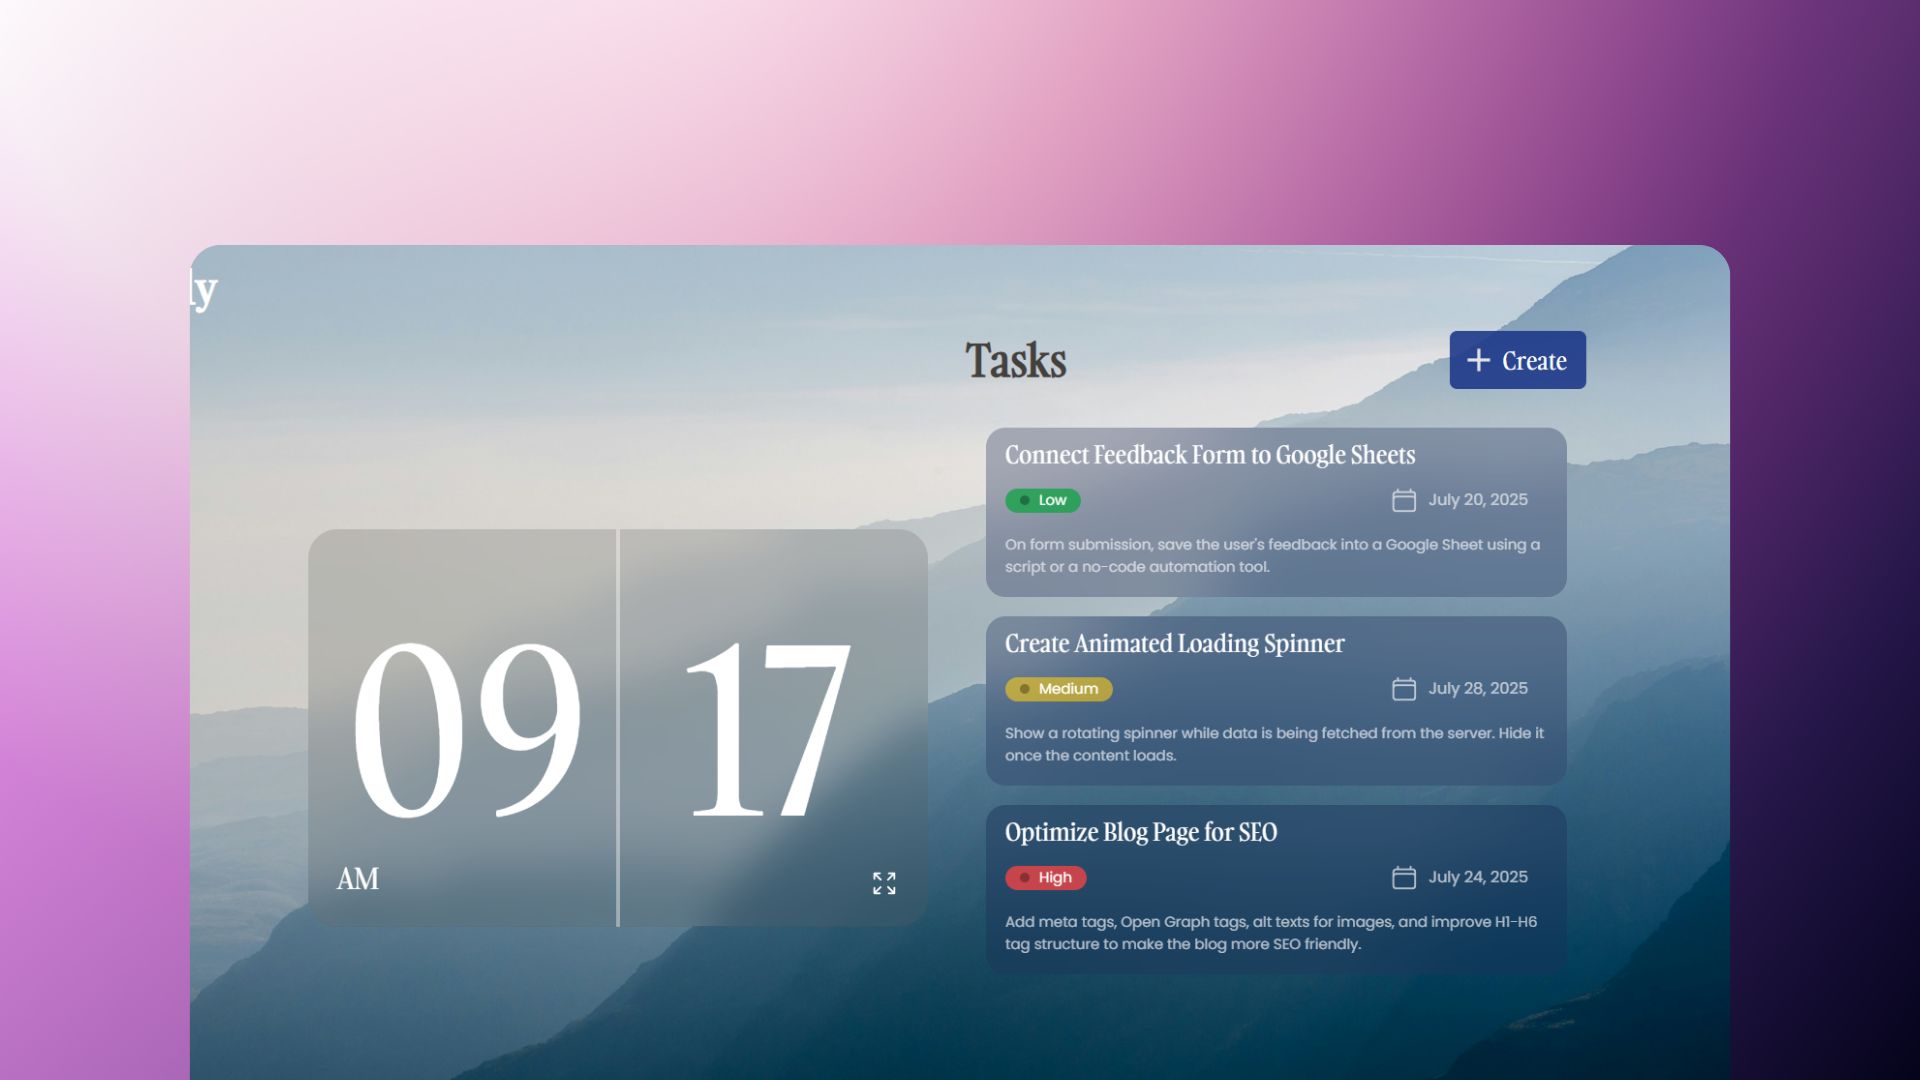 ly
Tasks
Create
Connect Feedback Form to Google Sheets
Low
July 20, 2025
On form submission, save the user's feedback into a Google Sheet using a
script or a no-code automation tool.
09
17
AM
Create Animated Loading Spinner
Medium
July 28, 2025
Show a rotating spinner while data is being fetched from the server. Hide it
once the content loads.
Optimize Blog Page for SEO
High
July 24, 2025
Add meta tags, Open Graph tags, alt texts for images, and improve H1-H6
tag structure to make the blog more SEO friendly.